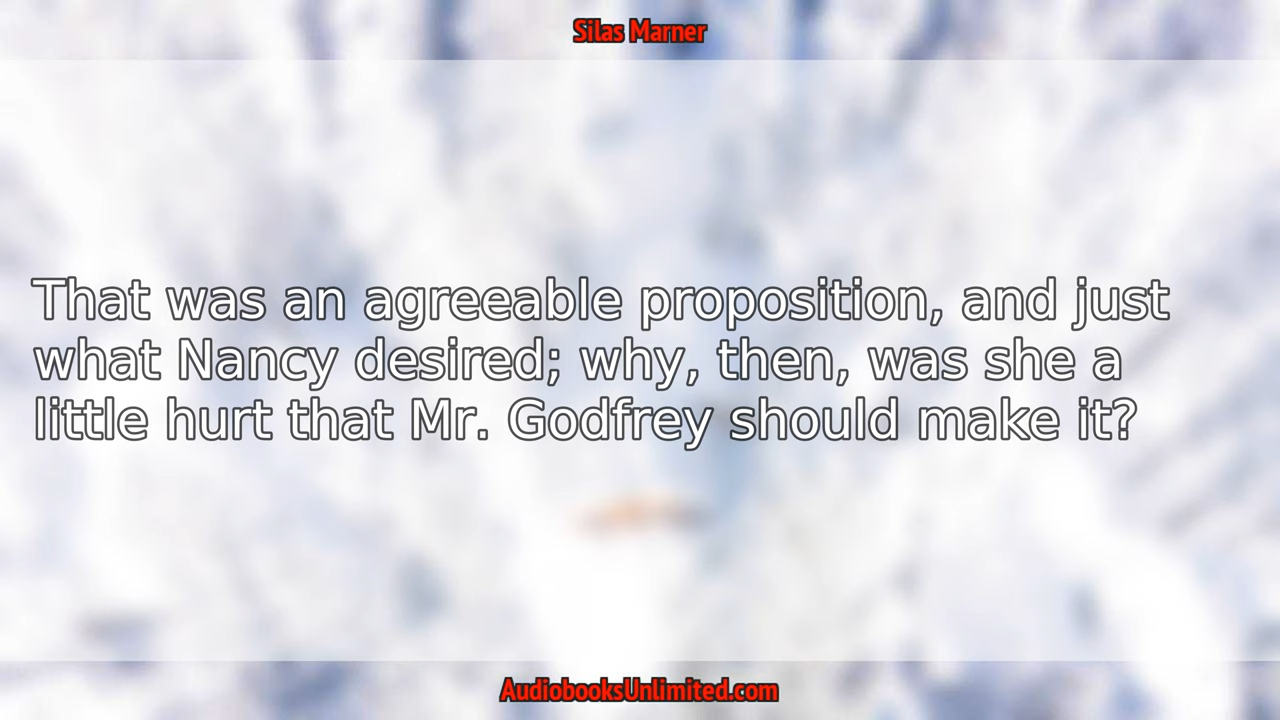 Silas Marner
That was an agreeable proposition, and just
what Nancy desired; why, then, was she a
little hurt that Mr. Godfrey should make it?
AudiobooksUnlimited.com